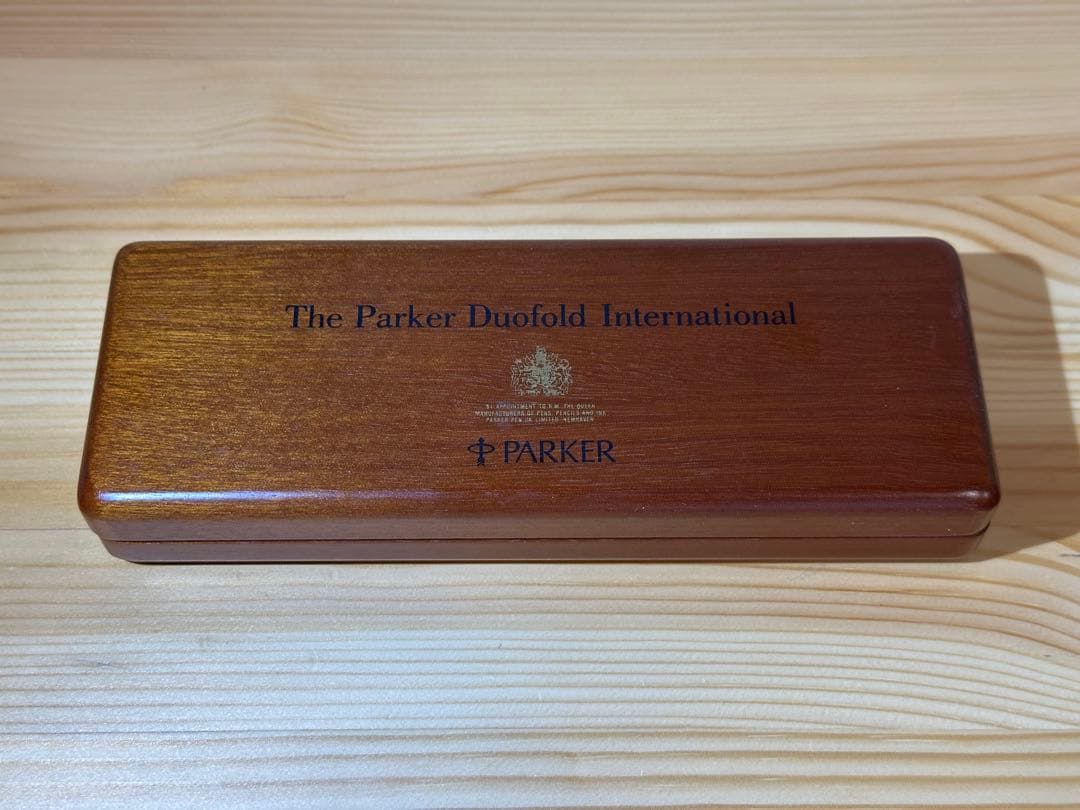 The Parker Duofold International
BY APPOINTMENT TO H.M. THE QUEEN
MANUFACTURERS OF PENS, PENCILS AND INK
PARKER PEN UK LIMITED NEWHAVEN
PARKER